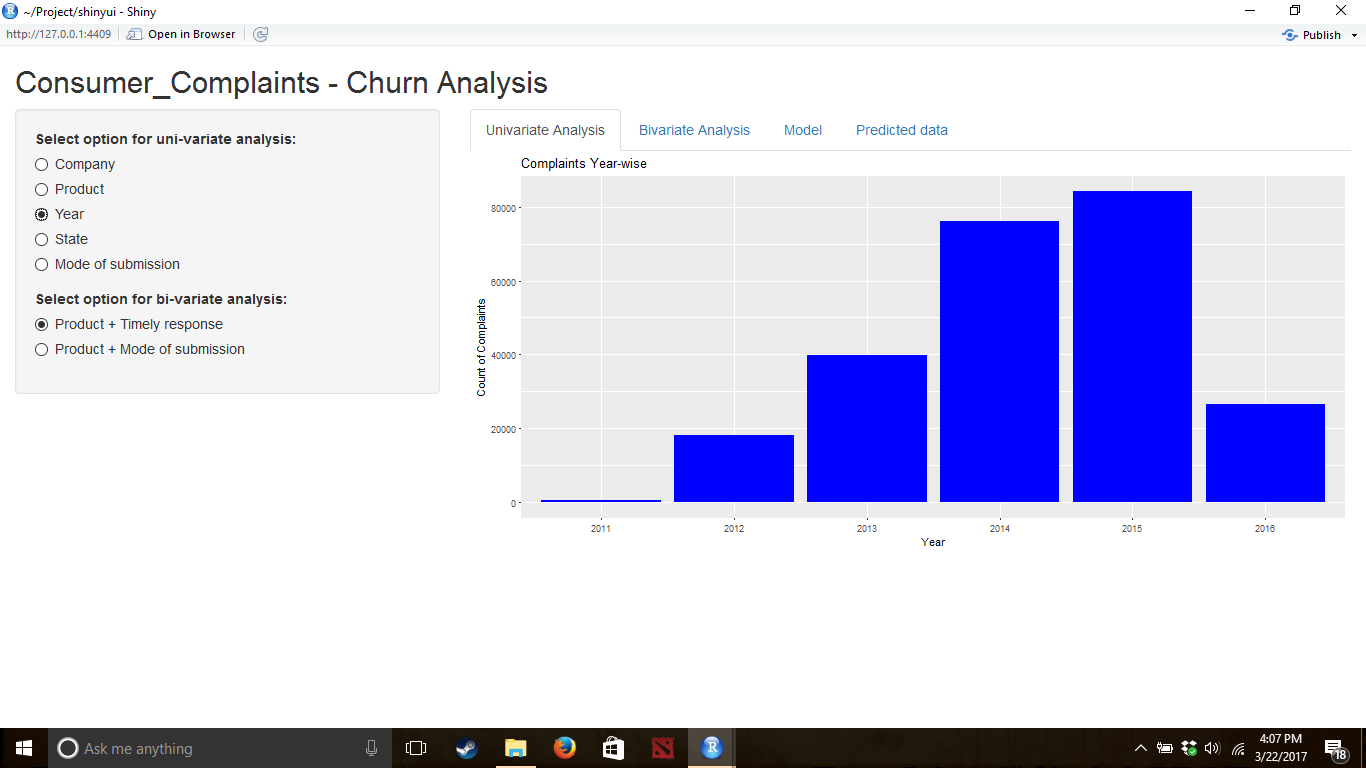 ~/Project/shinyui - Shiny
http://127.0.0.1:4409
Open in Browser
Publish
Consumer_Complaints - Churn Analysis
Select option for uni-variate analysis:
Company
Product
Year
State
Mode of submission
Select option for bi-variate analysis:
Product + Timely response
Product + Mode of submission
Univariate Analysis
Bivariate Analysis
Model
Predicted data
Complaints Year-wise
Count of Complaints
80000
60000
40000
20000
0
2011
2012
2013
2014
2015
2016
Year
Ask me anything
R
4:07 PM
3/22/2017
18